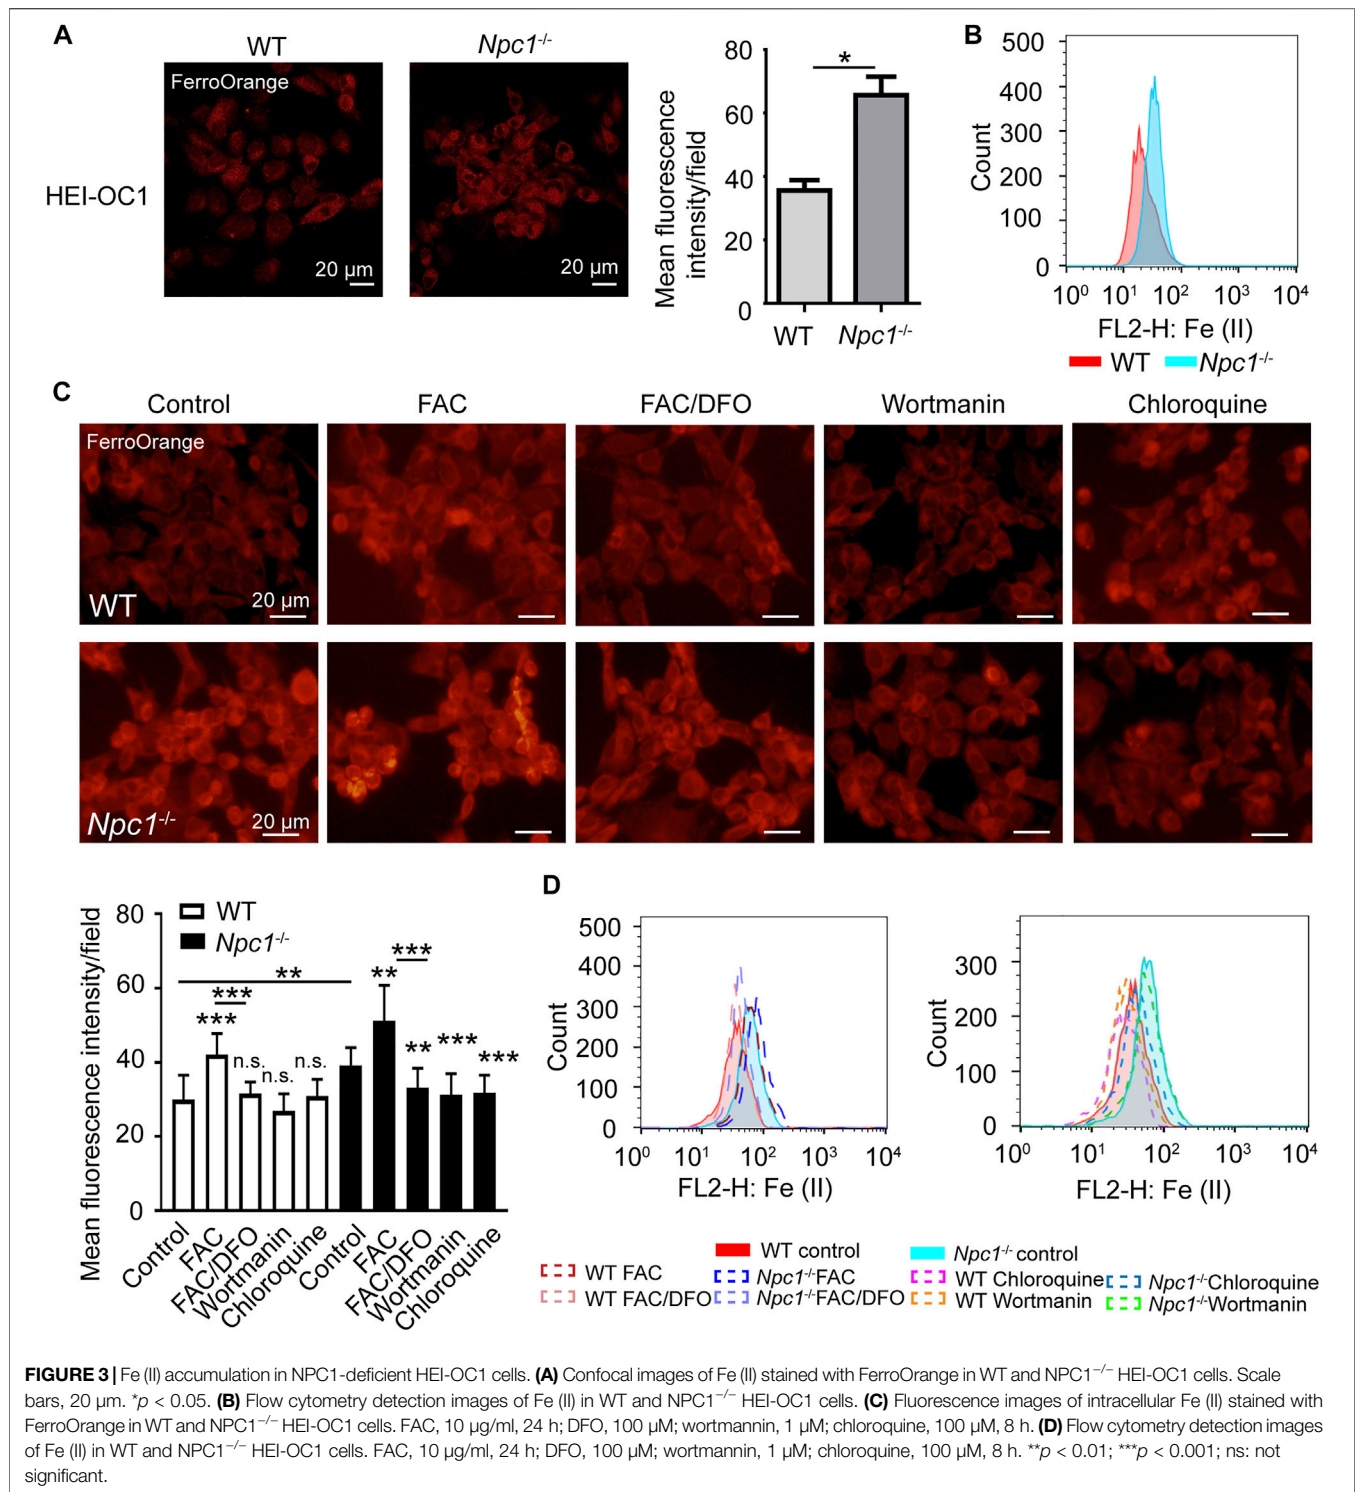 A
WT
Npc1-/-
FerroOrange
HEI-OC1
20 µm
20 µm
Mean fluorescence
intensity/field
80
60
40
20
0
*
WT
Npc1-/-
B
Count
500
400
300
200
100
0
10⁰ 10¹ 10² 10³ 10⁴
FL2-H: Fe (II)
WT Npc1-/-
C
Control
FAC
FAC/DFO
Wortmanin
Chloroquine
FerroOrange
WT
20 µm
Npc1-/-
20 µm
Mean fluorescence intensity/field
80
60
40
20
0
WT
Npc1-/-
**
***
***
n.s.
n.s.
n.s.
***
**
**
***
***
Control
FAC
FAC/DFO
Wortmanin
Chloroquine
Control
FAC
FAC/DFO
Wortmanin
Chloroquine
D
Count
500
400
300
200
100
0
10⁰ 10¹ 10² 10³ 10⁴
FL2-H: Fe (II)
Count
300
200
100
0
10⁰ 10¹ 10² 10³ 10⁴
FL2-H: Fe (II)
WT control
Npc1-/- control
WT FAC
Npc1-/-FAC
WT Chloroquine
Npc1-/-Chloroquine
WT FAC/DFO
Npc1-/-FAC/DFO
WT Wortmanin
Npc1-/-Wortmanin
FIGURE 3 | Fe (II) accumulation in NPC1-deficient HEI-OC1 cells. (A) Confocal images of Fe (II) stained with FerroOrange in WT and NPC1−/− HEI-OC1 cells. Scale
bars, 20 µm. *p < 0.05. (B) Flow cytometry detection images of Fe (II) in WT and NPC1−/− HEI-OC1 cells. (C) Fluorescence images of intracellular Fe (II) stained with
FerroOrange in WT and NPC1−/− HEI-OC1 cells. FAC, 10 µg/ml, 24 h; DFO, 100 µM; wortmannin, 1 µM; chloroquine, 100 µM, 8 h. (D) Flow cytometry detection images
of Fe (II) in WT and NPC1−/− HEI-OC1 cells. FAC, 10 µg/ml, 24 h; DFO, 100 µM; wortmannin, 1 µM; chloroquine, 100 µM, 8 h. **p < 0.01; ***p < 0.001; ns: not
significant.